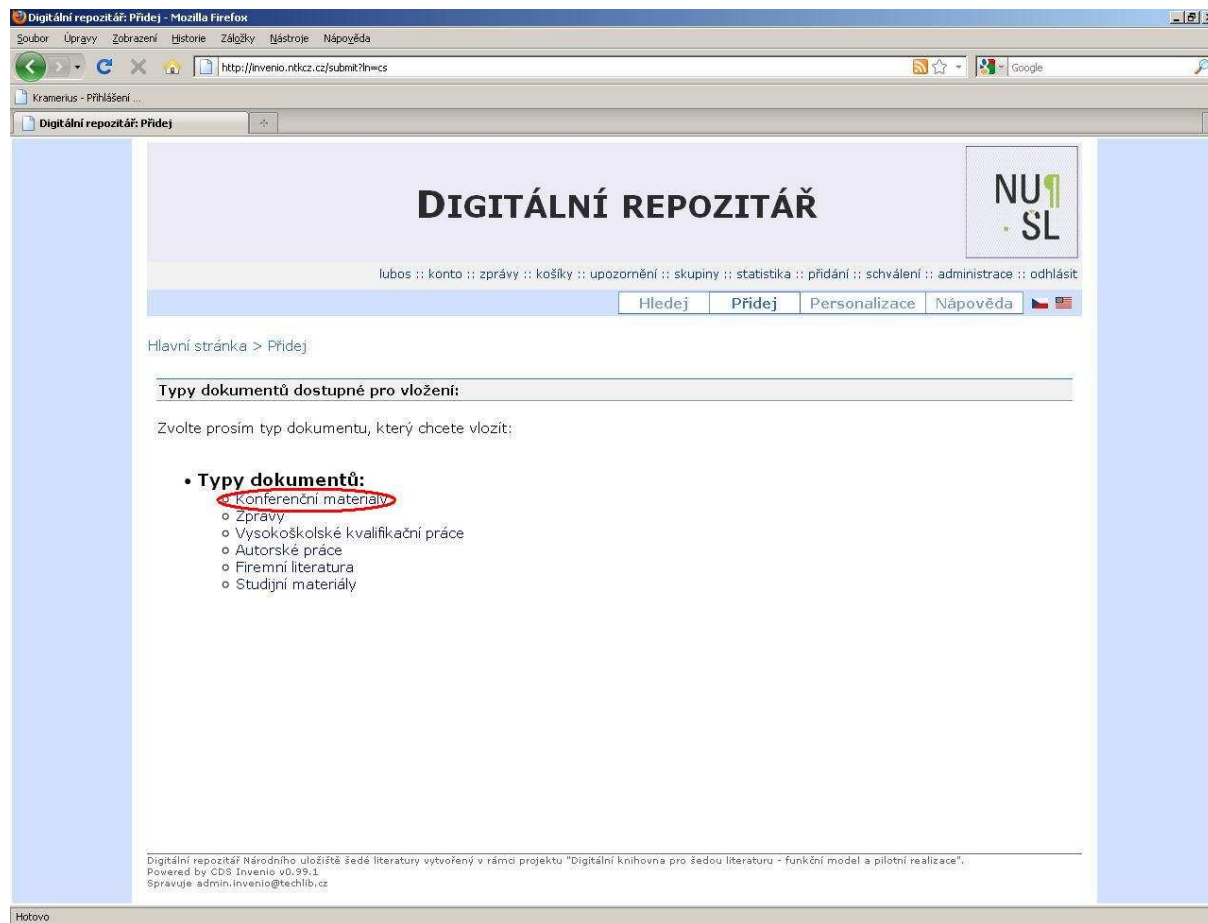 Digitální repozitář: Přidej - Mozilla Firefox
Soubor Úpravy Zobrazení Historie Záložky Nástroje Nápověda
http://invenio.ntkcz.cz/submit?ln=cs
Google
Kramerius - Přihlášení ...
Digitální repozitář: Přidej
DIGITÁLNÍ REPOZITÁŘ
NU¶
· ŠL
lubos :: konto :: zprávy :: košíky :: upozornění :: skupiny :: statistika :: přidání :: schválení :: administrace :: odhlásit
Hledej Přidej Personalizace Nápověda
Hlavní stránka > Přidej
Typy dokumentů dostupné pro vložení:
Zvolte prosím typ dokumentu, který chcete vlozít:
• Typy dokumentů:
Konferenční materiály
Zprávy
Vysokoškolské kvalifikační práce
Autorské práce
Firemní literatura
Studijní materiály
Digitální repozitář Národního uložiště šedé literatury vytvořený v rámci projektu "Digitální knihovna pro šedou literaturu - funkční model a pilotní realizace".
Powered by CDS Invenio v0.99.1
Spravuje admin.invenio@techlib.cz
Hotovo